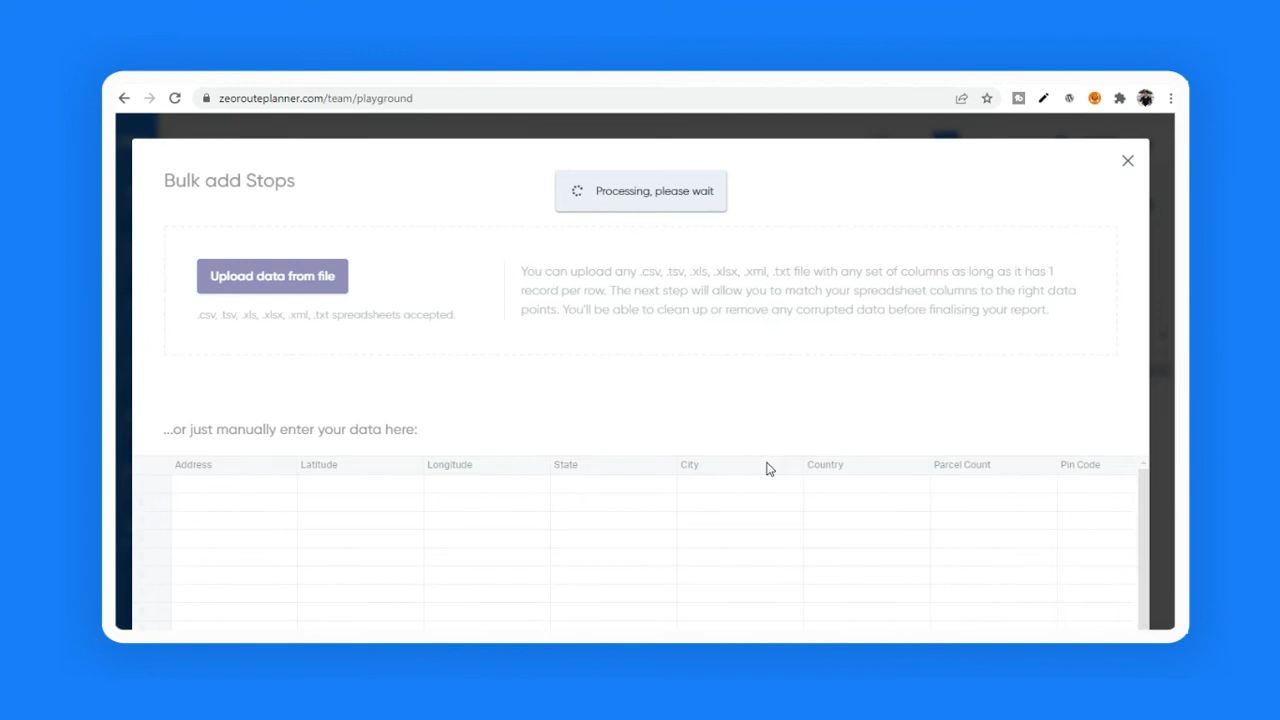 zeorouteplanner.com/team/playground
Bulk add Stops
Processing, please wait
Upload data from file
.csv, .tsv, .xls, .xlsx, .xml, .txt spreadsheets accepted.
You can upload any .csv, .tsv, .xls, .xlsx, .xml, .txt file with any set of columns as long as it has 1
record per row. The next step will allow you to match your spreadsheet columns to the right data
points. You'll be able to clean up or remove any corrupted data before finalising your report.
...or just manually enter your data here:
Address Latitude Longitude State City Country Parcel Count Pin Code